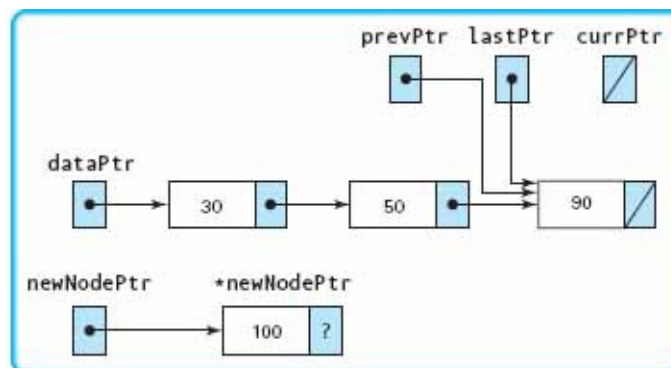 prevPtr lastPtr currPtr
dataPtr
30 50 90
newNodePtr *newNodePtr
100 ?